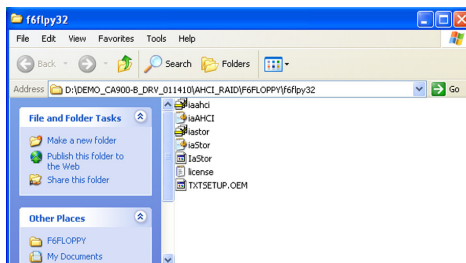 f6flpy32
File Edit View Favorites Tools Help
Back Search Folders
Address D:\DEMO_CA900-B_DRV_011410\AHCI_RAID\F6FLOPPY\f6flpy32 Go
File and Folder Tasks
Make a new folder
Publish this folder to
the Web
Share this folder
Other Places
F6FLOPPY
My Documents
iaahci
iaAHCI
iastor
iaStor
IaStor
license
TXTSETUP.OEM